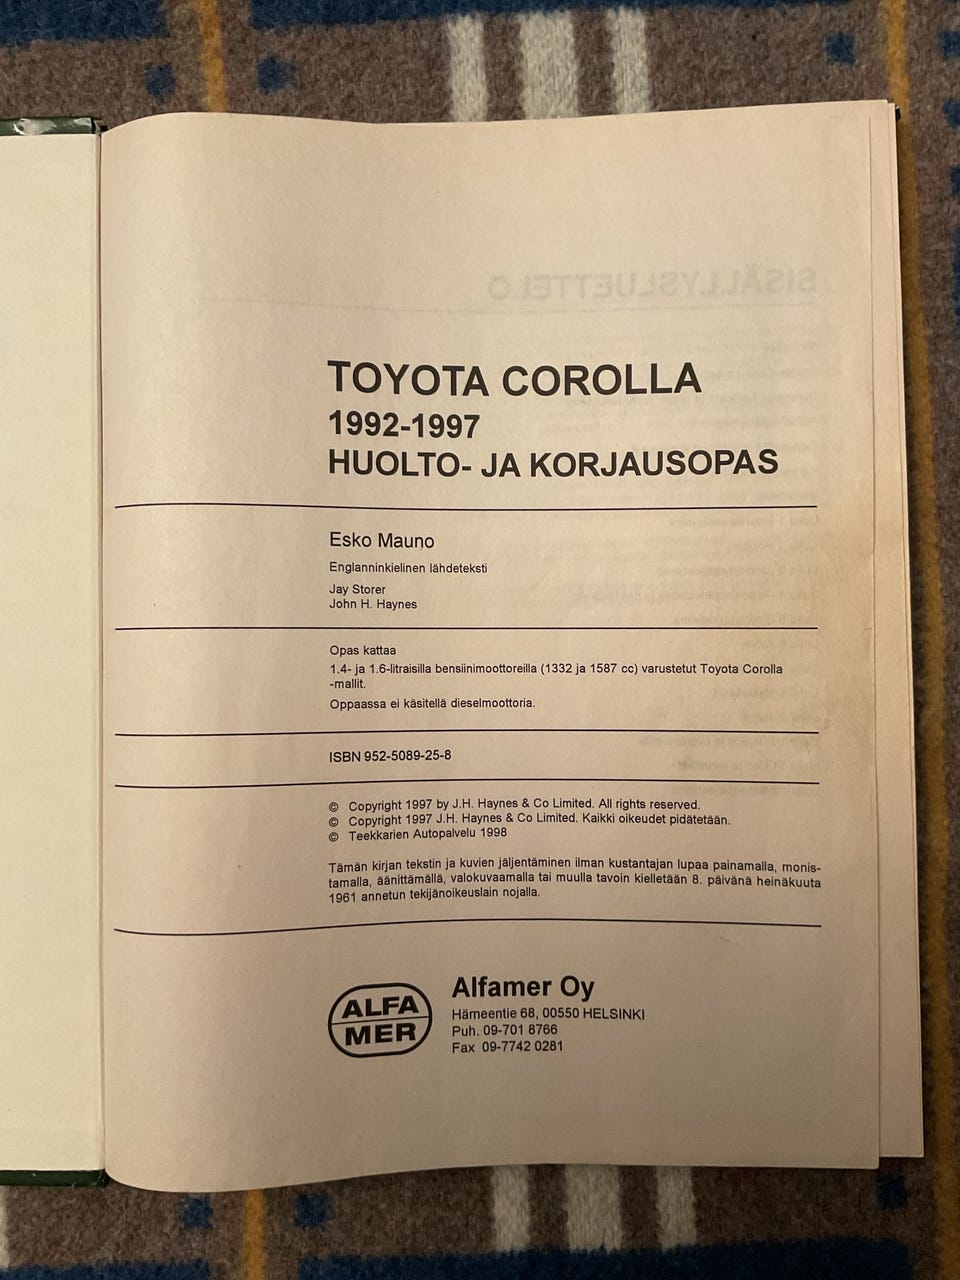 SISÄLLYSLUETTELO
TOYOTA COROLLA
1992-1997
HUOLTO- JA KORJAUSOPAS
Esko Mauno
Englanninkielinen lähdeteksti
Jay Storer
John H. Haynes
Opas kattaa
1.4- ja 1.6-litraisilla bensiinimoottoreilla (1332 ja 1587 cc) varustetut Toyota Corolla
-mallit.
Oppaassa ei käsitellä dieselmoottoria.
ISBN 952-5089-25-8
© Copyright 1997 by J.H. Haynes & Co Limited. All rights reserved.
© Copyright 1997 J.H. Haynes & Co Limited. Kaikki oikeudet pidätetään.
© Teekkarien Autopalvelu 1998
Tämän kirjan tekstin ja kuvien jäljentäminen ilman kustantajan lupaa painamalla, monis-
tamalla, äänittämällä, valokuvaamalla tai muulla tavoin kielletään 8. päivänä heinäkuuta
1961 annetun tekijänoikeuslain nojalla.
ALFA
MER
Alfamer Oy
Hämeentie 68, 00550 HELSINKI
Puh. 09-701 8766
Fax 09-7742 0281